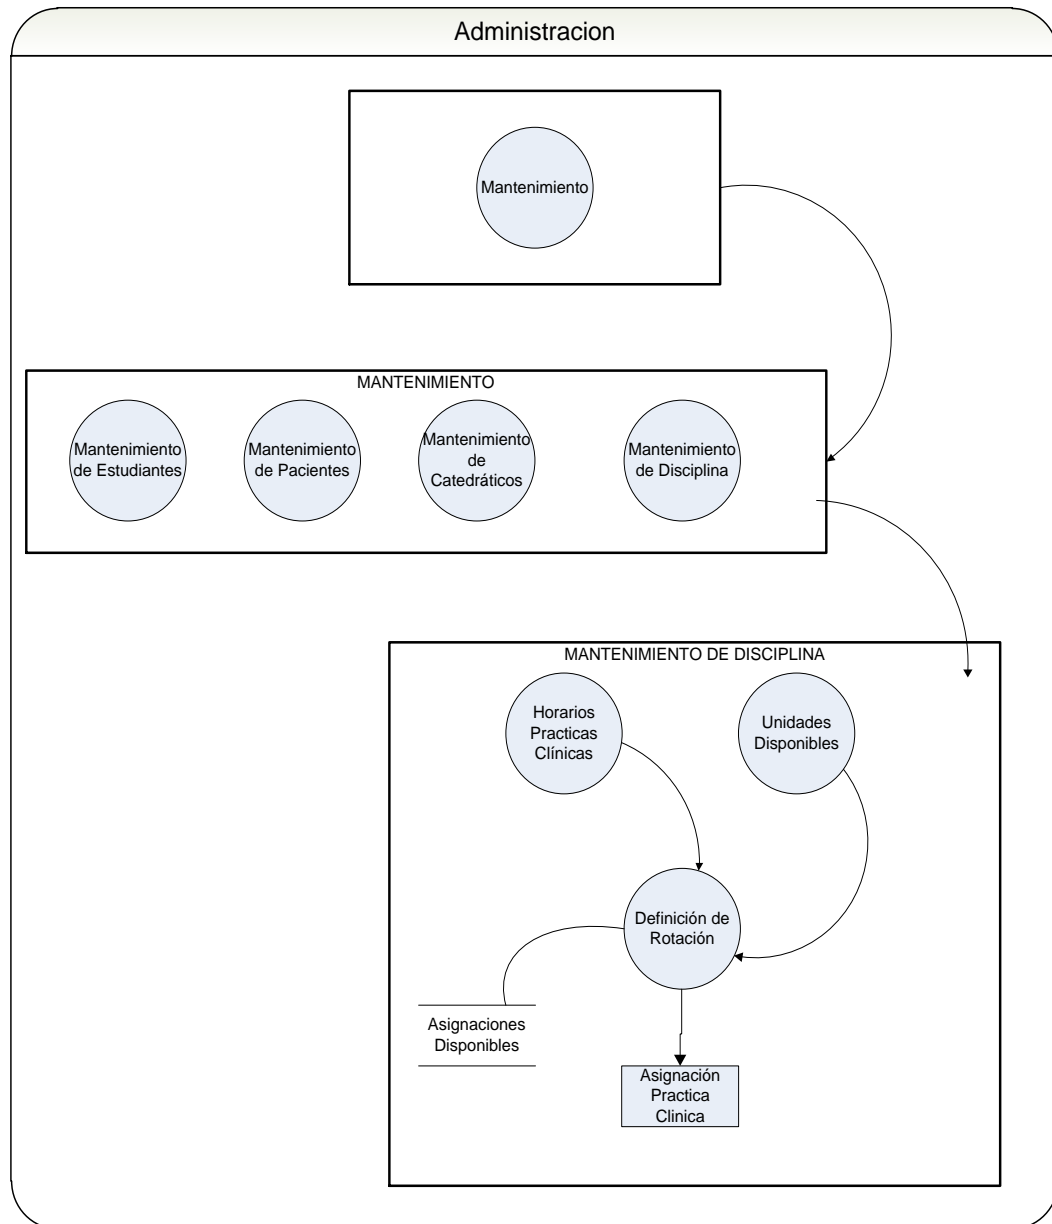 Administracion
Mantenimiento
MANTENIMIENTO
Mantenimiento
de Estudiantes
Mantenimiento
de Pacientes
Mantenimiento
de
Catedráticos
Mantenimiento
de Disciplina
MANTENIMIENTO DE DISCIPLINA
Horarios
Practicas
Clínicas
Unidades
Disponibles
Definición de
Rotación
Asignaciones
Disponibles
Asignación
Practica
Clinica